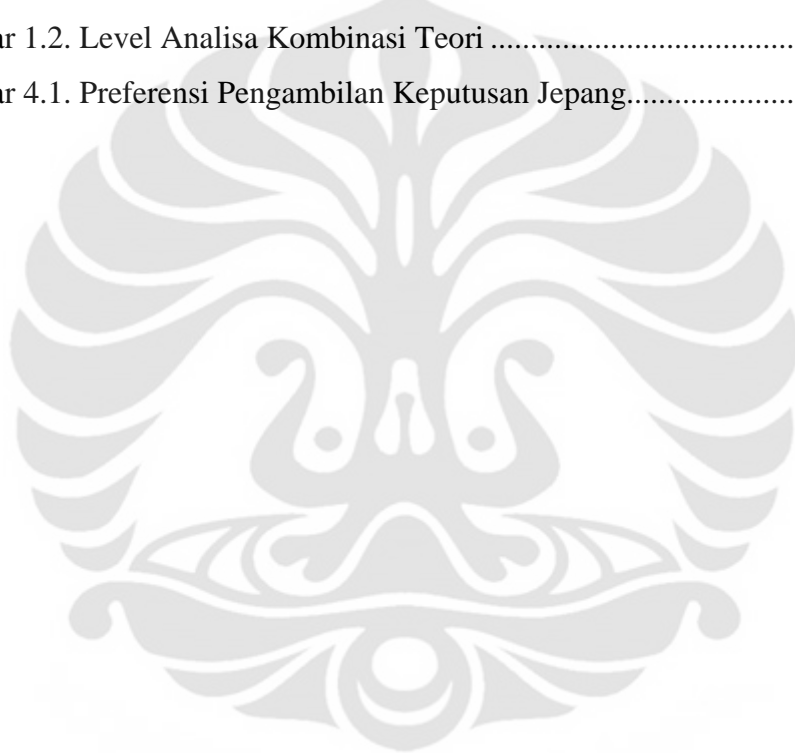 ar 1.2. Level Analisa Kombinasi Teori ....................................
ar 4.1. Preferensi Pengambilan Keputusan Jepang.....................